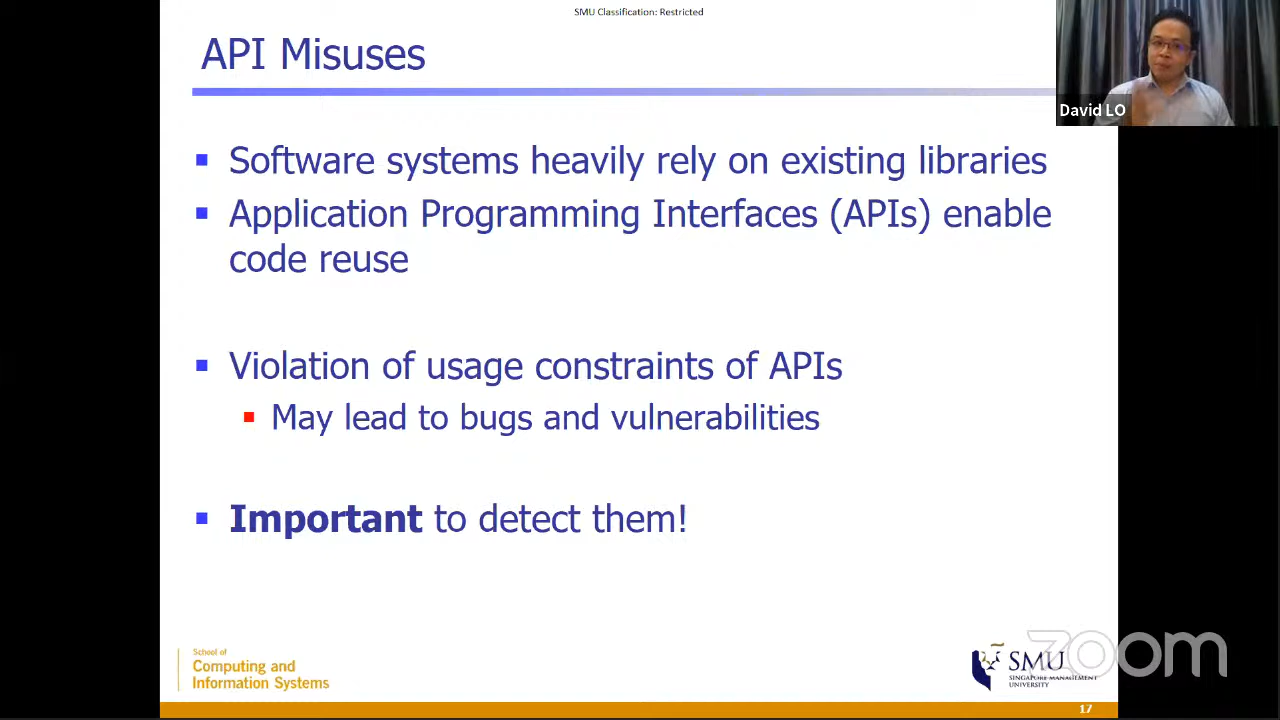 SMU Classification: Restricted
API Misuses
David LO
Software systems heavily rely on existing libraries
Application Programming Interfaces (APIs) enable
code reuse
Violation of usage constraints of APIs
May lead to bugs and vulnerabilities
Important to detect them!
School of
Computing and
Information Systems
SMU
SINGAPORE MANAGEMENT
UNIVERSITY
zoom
17